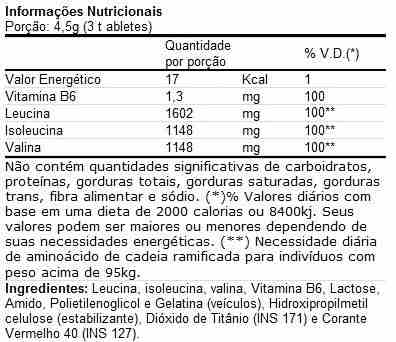 Informações Nutricionais
Porção: 4,5g (3 t abletes)
Quantidade por porção % V.D.(*)
Valor Energético 17 Kcal 1
Vitamina B6 1,3 mg 100
Leucina 1602 mg 100**
Isoleucina 1148 mg 100**
Valina 1148 mg 100**
Não contém quantidades significativas de carboidratos,
proteínas, gorduras totais, gorduras saturadas, gorduras
trans, fibra alimentar e sódio. (*)% Valores diários com
base em uma dieta de 2000 calorias ou 8400kj. Seus
valores podem ser maiores ou menores dependendo de
suas necessidades energéticas. (**) Necessidade diária
de aminoácido de cadeia ramificada para indivíduos com
peso acima de 95kg.
Ingredientes: Leucina, isoleucina, valina, Vitamina B6, Lactose,
Amido, Polietilenoglicol e Gelatina (veículos), Hidroxipropilmetil
celulose (estabilizante), Dióxido de Titânio (INS 171) e Corante
Vermelho 40 (INS 127).